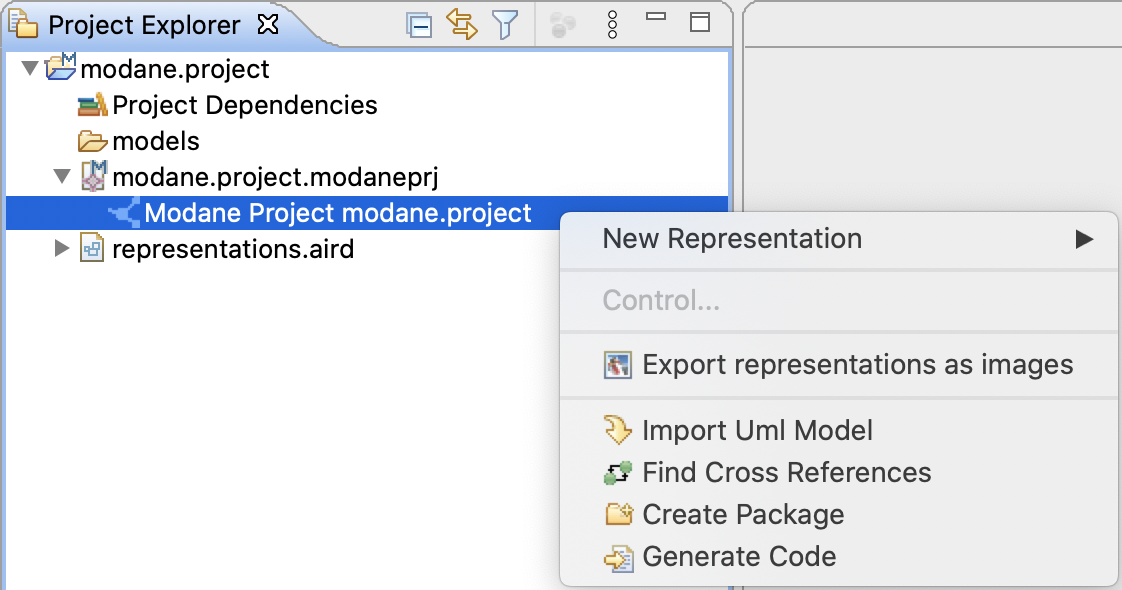 Project Explorer
modane.project
Project Dependencies
models
modane.project.modaneprj
Modane Project modane.project
representations.aird
New Representation
Control...
Export representations as images
Import Uml Model
Find Cross References
Create Package
Generate Code